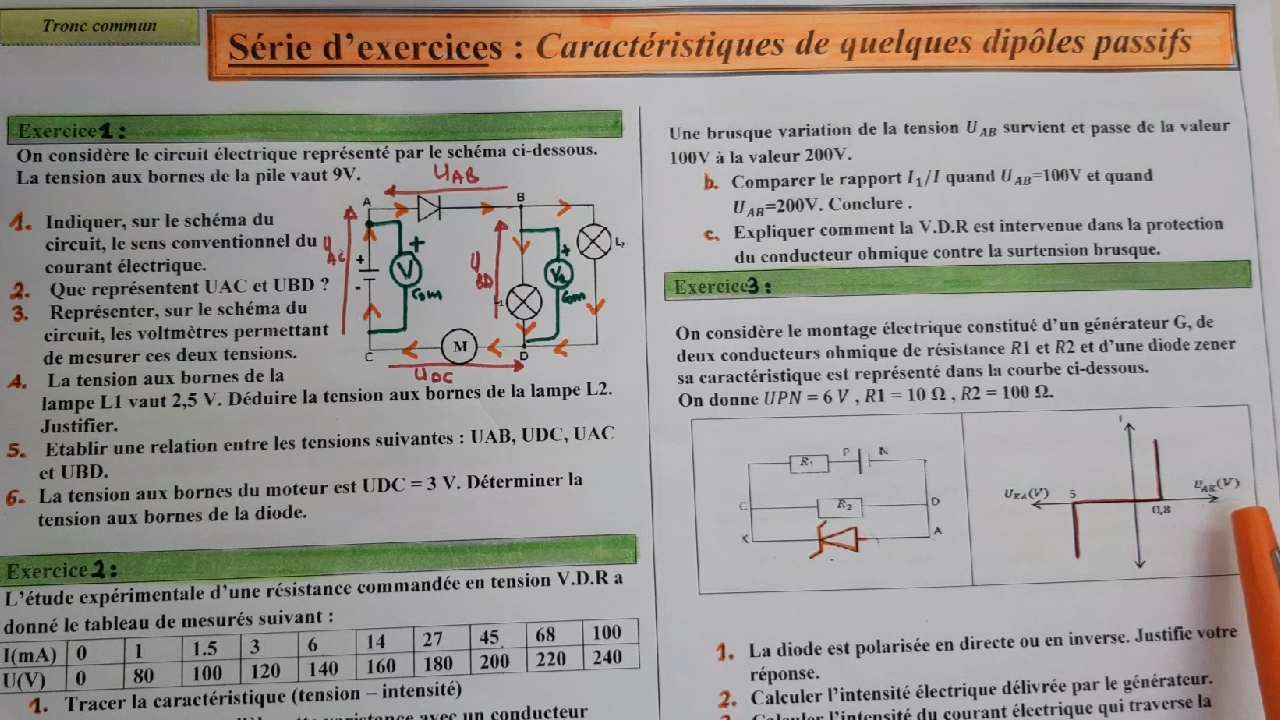 Tronc commun
Série d'exercices : Caractéristiques de quelques dipôles passifs
Exercice1:
On considère le circuit électrique représenté par le schéma ci-dessous.
La tension aux bornes de la pile vaut 9V.
1. Indiquer, sur le schéma du
circuit, le sens conventionnel du
courant électrique.
2. Que représentent UAC et UBD ?
3. Représenter, sur le schéma du
circuit, les voltmètres permettant
de mesurer ces deux tensions.
4. La tension aux bornes de la
lampe L1 vaut 2,5 V. Déduire la tension aux bornes de la lampe L2.
Justifier.
5. Etablir une relation entre les tensions suivantes : UAB, UDC, UAC
et UBD.
6. La tension aux bornes du moteur est UDC = 3 V. Déterminer la
tension aux bornes de la diode.
UAB
A
B
UAC
+
-
+
V
Com
UBD
L1
+
V2
Com
L2
C
M
D
UDC
Exercice2:
L'étude expérimentale d'une résistance commandée en tension V.D.R a
donné le tableau de mesurés suivant :
I(mA) 0 1 1.5 3 6 14 27 45 68 100
U(V) 0 80 100 120 140 160 180 200 220 240
1. Tracer la caractéristique (tension – intensité)
avec un conducteur
Une brusque variation de la tension UAB survient et passe de la valeur
100V à la valeur 200V.
b. Comparer le rapport I1/I quand UAB=100V et quand
UAB=200V. Conclure .
c. Expliquer comment la V.D.R est intervenue dans la protection
du conducteur ohmique contre la surtension brusque.
Exercice3:
On considère le montage électrique constitué d'un générateur G, de
deux conducteurs ohmique de résistance R1 et R2 et d'une diode zener
sa caractéristique est représenté dans la courbe ci-dessous.
On donne UPN = 6 V , R1 = 10 Ω , R2 = 100 Ω.
R1
P
N
C
R2
D
K
A
I
UKA(V)
5
0,8
UAK(V)
1. La diode est polarisée en directe ou en inverse. Justifie votre
réponse.
2. Calculer l'intensité électrique délivrée par le générateur.
l'intensité du courant électrique qui traverse la